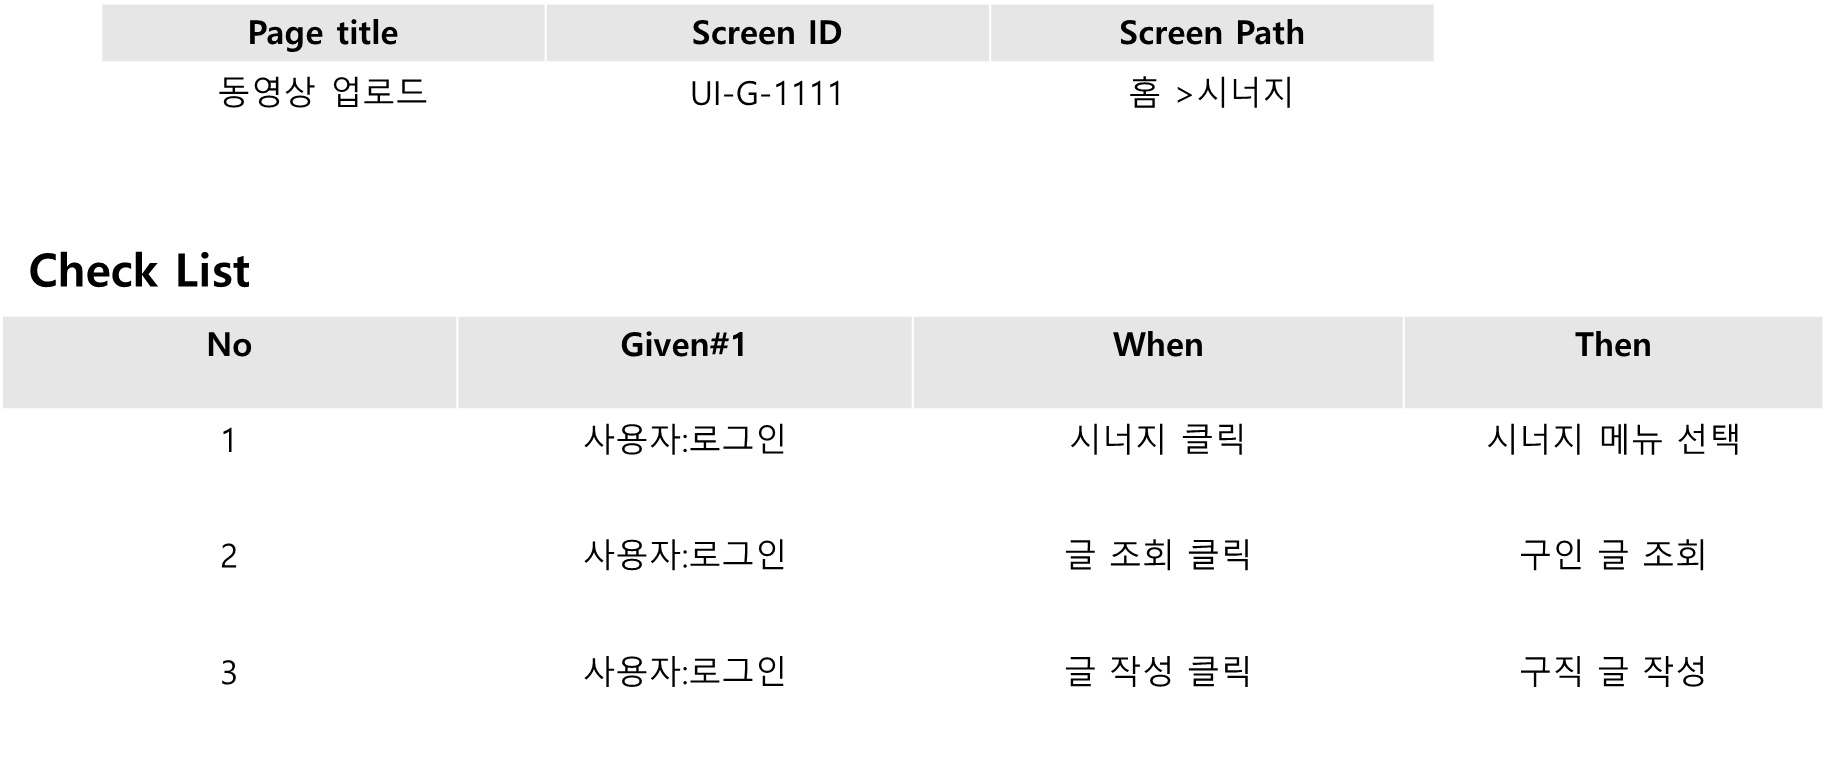 Page title Screen ID Screen Path
동영상 업로드 UI-G-1111 홈 >시너지
Check List
No Given#1 When Then
1 사용자:로그인 시너지 클릭 시너지 메뉴 선택
2 사용자:로그인 글 조회 클릭 구인 글 조회
3 사용자:로그인 글 작성 클릭 구직 글 작성